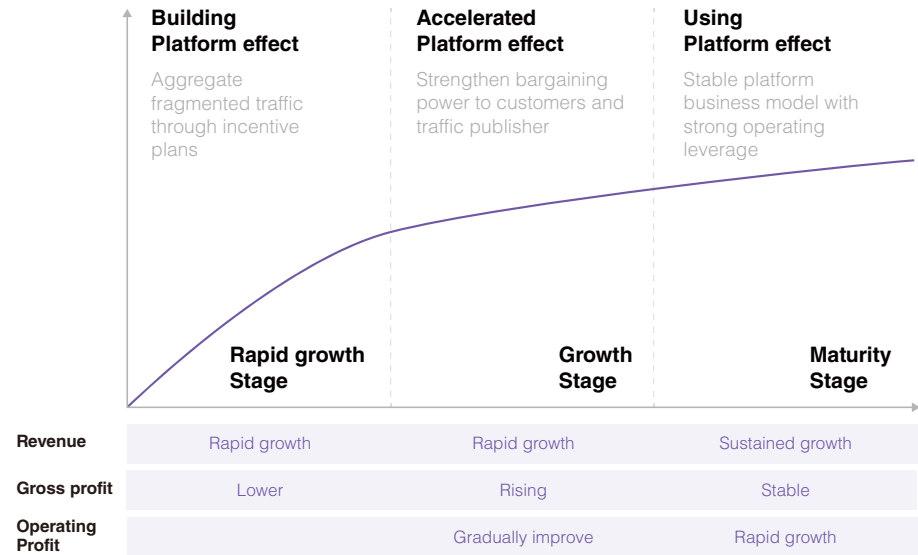 Building
Platform effect
Aggregate
fragmented traffic
through incentive
plans
Accelerated
Platform effect
Strengthen bargaining
power to customers and
traffic publisher
Using
Platform effect
Stable platform
business model with
strong operating
leverage
Rapid growth
Stage
Growth
Stage
Maturity
Stage
Revenue
Rapid growth
Rapid growth
Sustained growth
Gross profit
Lower
Rising
Stable
Operating
Profit
Gradually improve
Rapid growth